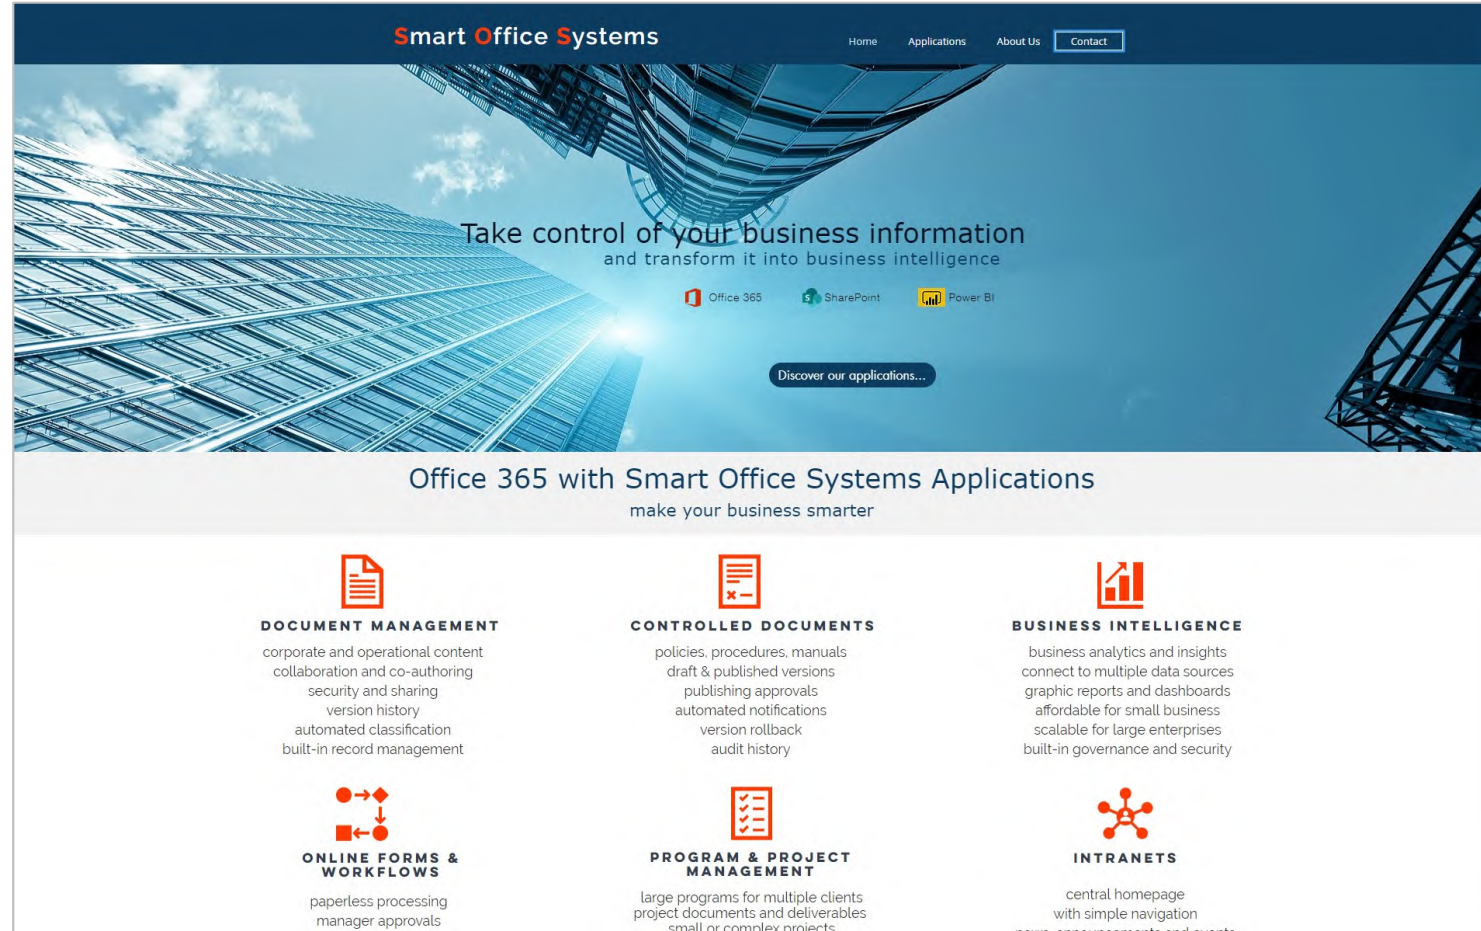 Smart Office Systems
Home Applications About Us Contact
Take control of your business information
and transform it into business intelligence
Office 365 SharePoint Power BI
Discover our applications...
Office 365 with Smart Office Systems Applications
make your business smarter
DOCUMENT MANAGEMENT
corporate and operational content
collaboration and co-authoring
security and sharing
version history
automated classification
built-in record management
CONTROLLED DOCUMENTS
policies, procedures, manuals
draft & published versions
publishing approvals
automated notifications
version rollback
audit history
BUSINESS INTELLIGENCE
business analytics and insights
connect to multiple data sources
graphic reports and dashboards
affordable for small business
scalable for large enterprises
built-in governance and security
ONLINE FORMS &
WORKFLOWS
paperless processing
manager approvals
PROGRAM & PROJECT
MANAGEMENT
large programs for multiple clients
project documents and deliverables
small or complex projects
INTRANETS
central homepage
with simple navigation